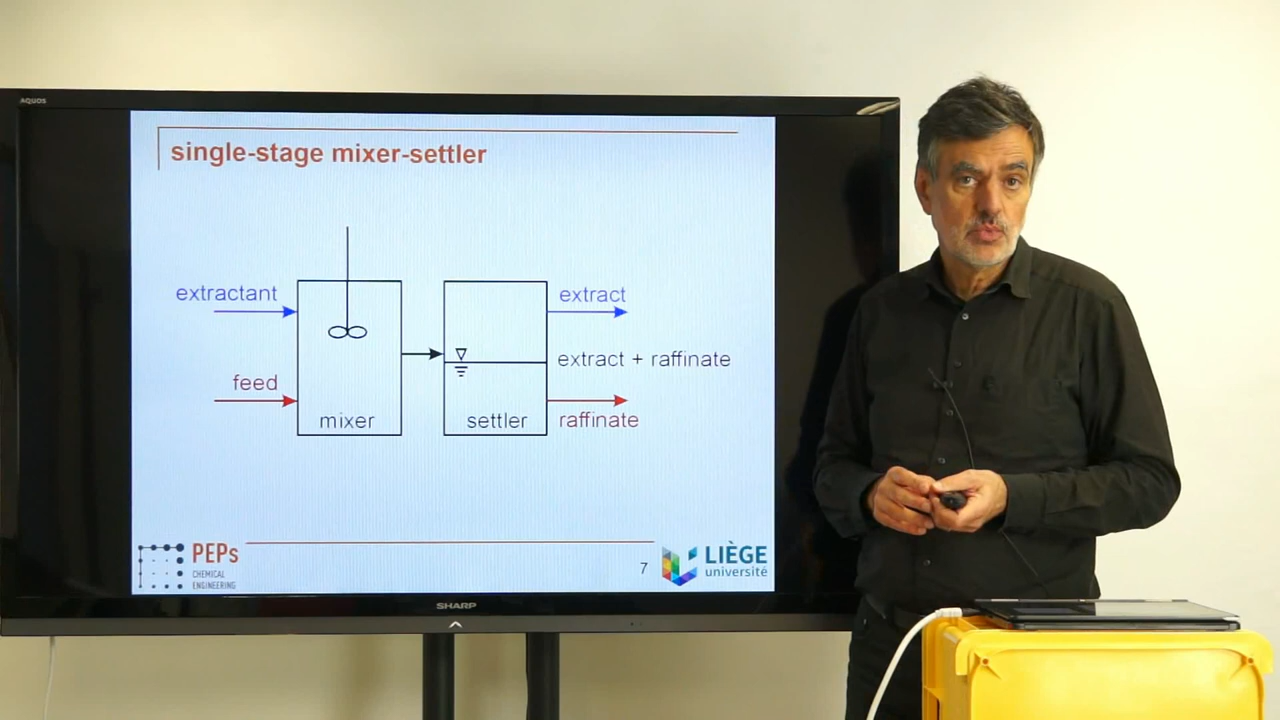 AQUOS
single-stage mixer-settler
extractant
extract
extract + raffinate
feed
mixer
settler
raffinate
PEPs
CHEMICAL
ENGINEERING
7
LIÈGE
université
SHARP